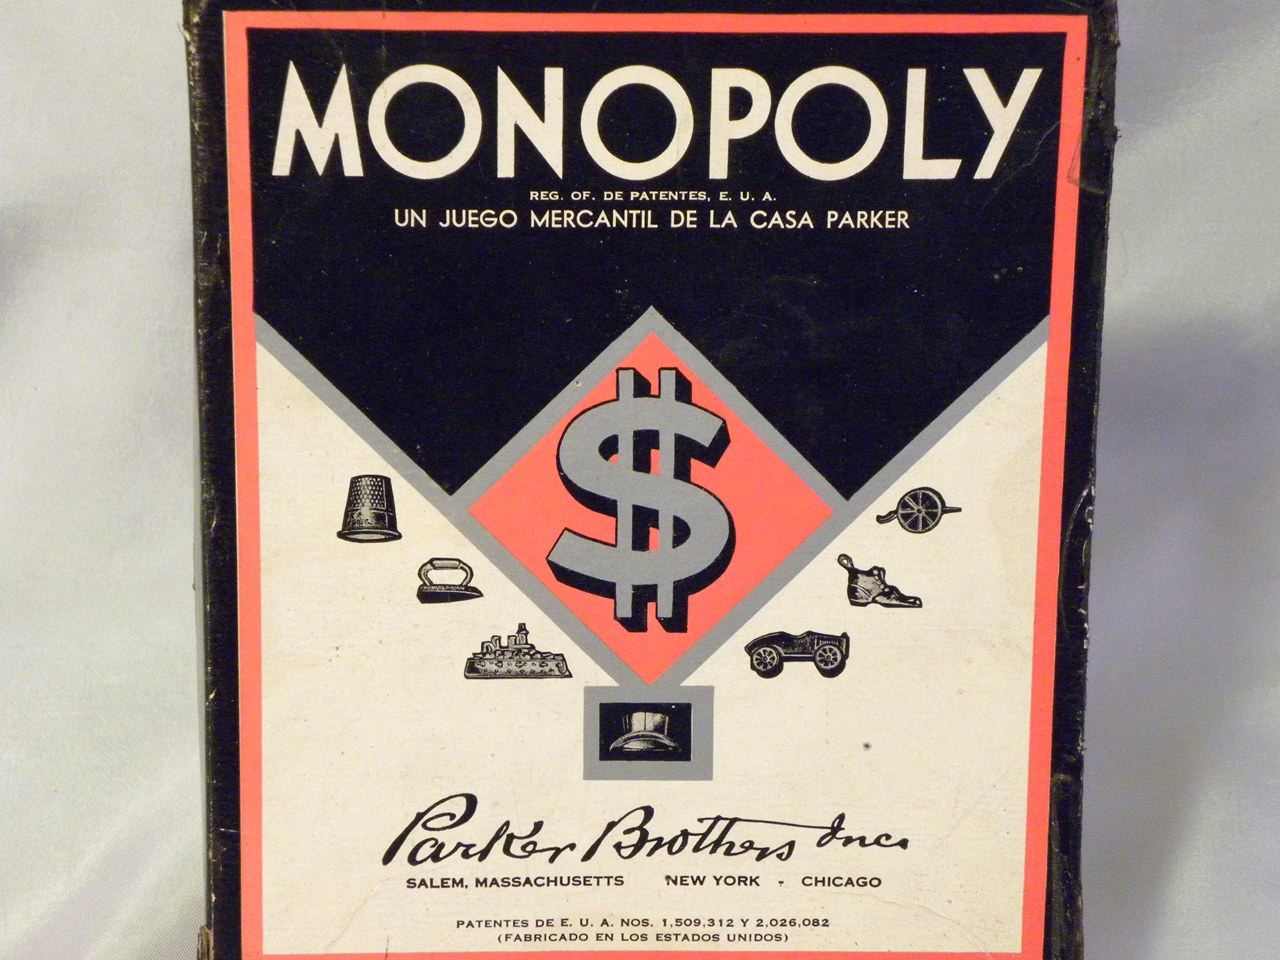 MONOPOLY
REG. OF. DE PATENTES, E. U. A.
UN JUEGO MERCANTIL DE LA CASA PARKER
$
Parker Brothers Inc.
SALEM, MASSACHUSETTS NEW YORK - CHICAGO
PATENTES DE E. U. A. NOS. 1,509,312 Y 2,026,082
(FABRICADO EN LOS ESTADOS UNIDOS)